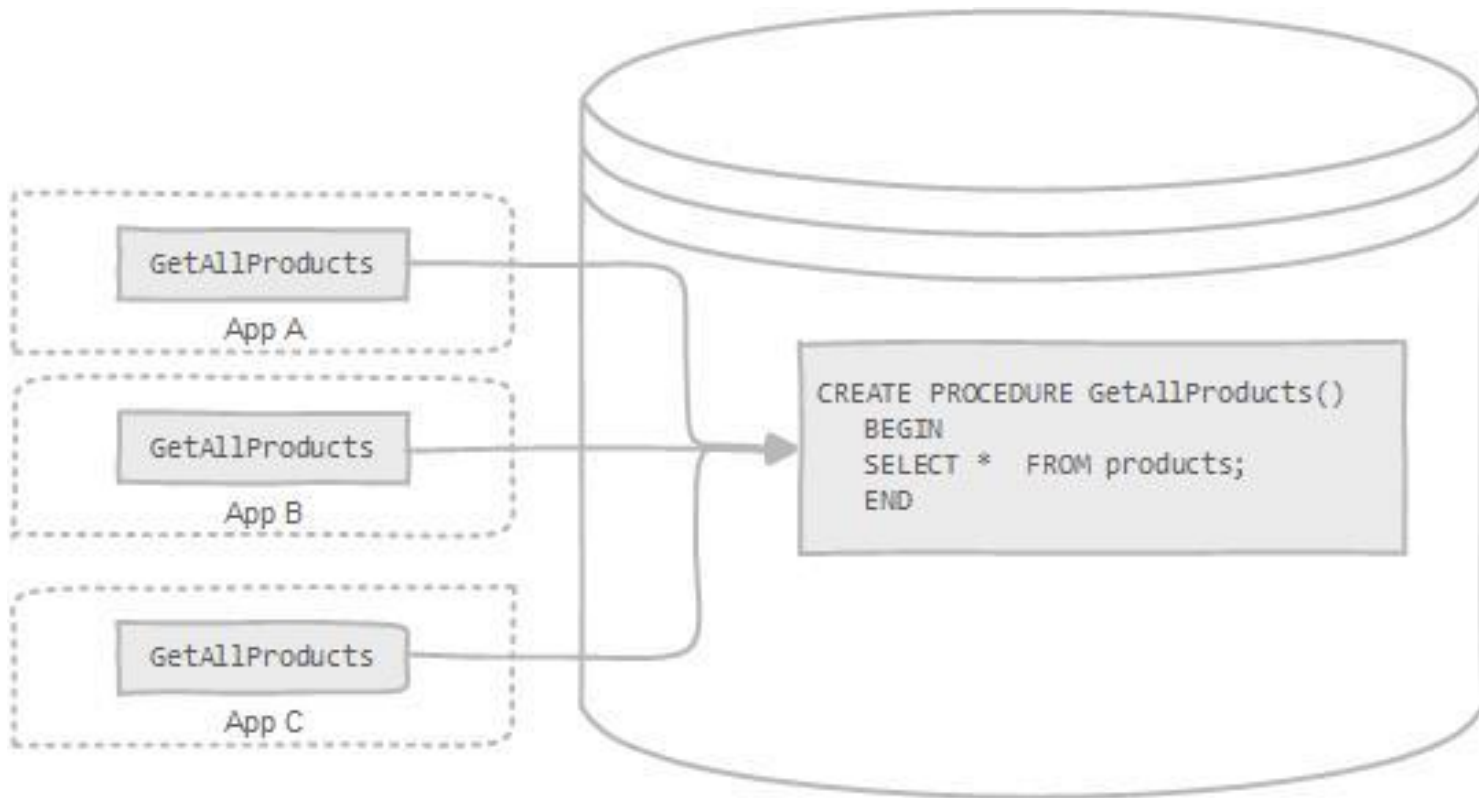 GetAllProducts
App A
GetAllProducts
App B
GetAllProducts
App C
CREATE PROCEDURE GetAllProducts()
BEGIN
SELECT *  FROM products;
END